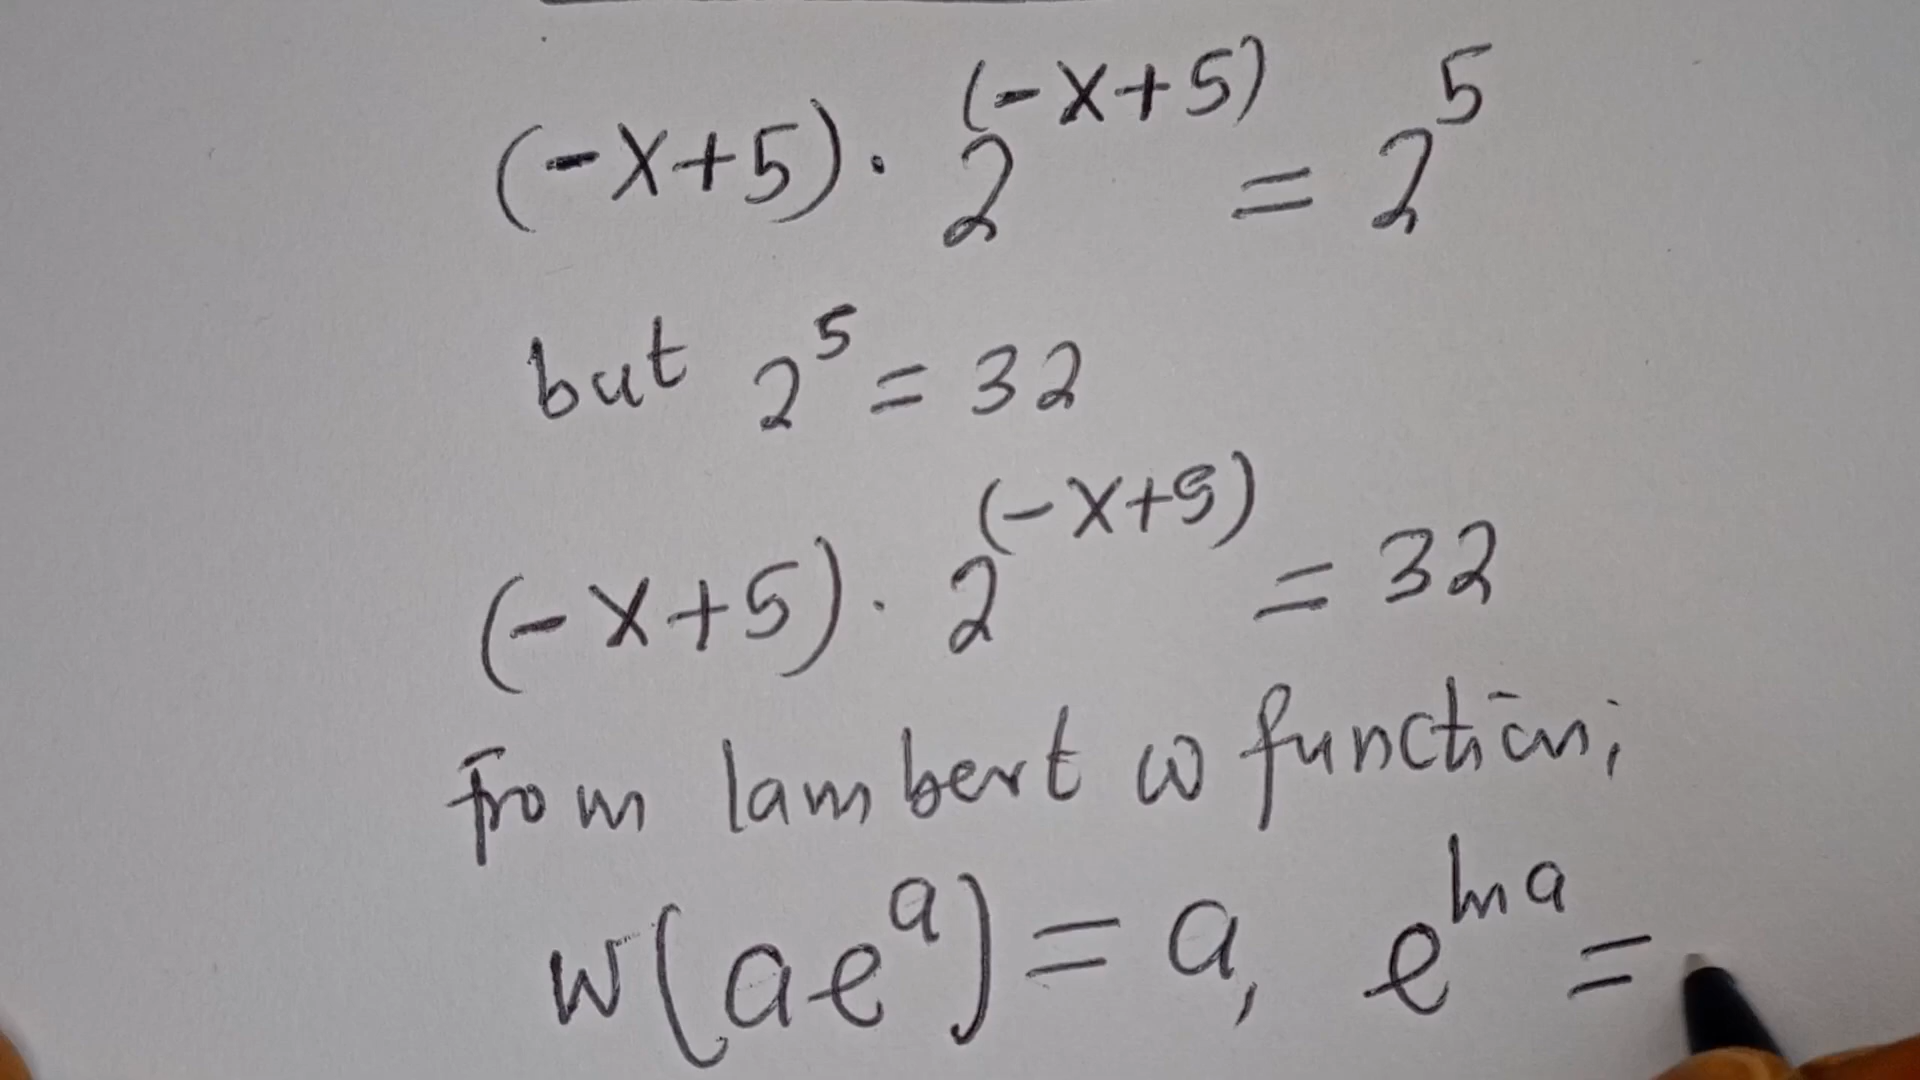 (-x+5) · 2^(-x+5) = 2^5
but 2^5 = 32
(-x+5) · 2^(-x+5) = 32
from lambert w function;
W(ae^a) = a, e^ln a =